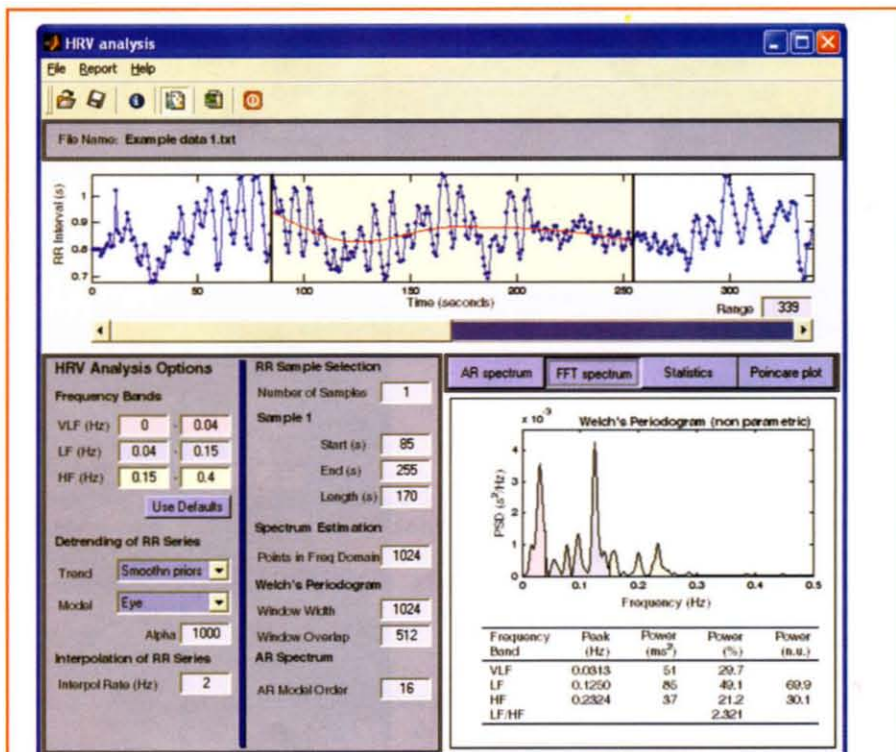 HRV analysis
File Report Help
File Name: Example data 1.txt
RR Interval (s)
1
0.9
0.8
0.7
0 50 100 150 200 250 300
Time (seconds)
Range 339
HRV Analysis Options
Frequency Bands
VLF (Hz) 0 - 0.04
LF (Hz) 0.04 - 0.15
HF (Hz) 0.15 - 0.4
Use Defaults
Detrending of RR Series
Trend Smoothn priors
Model Eye
Alpha 1000
Interpolation of RR Series
Interpol Rate (Hz) 2
RR Sample Selection
Number of Samples 1
Sample 1
Start (s) 85
End (s) 255
Length (s) 170
Spectrum Estimation
Points in Freq Domain 1024
Welch's Periodogram
Window Width 1024
Window Overlap 512
AR Spectrum
AR Model Order 16
AR spectrum FFT spectrum Statistics Poincare plot
x 10-3 Welch's Periodogram (non parametric)
PSD (s²/Hz)
4
3
2
1
0
0 0.1 0.2 0.3 0.4 0.5
Frequency (Hz)
Frequency Band Peak (Hz) Power (ms²) Power (%) Power (n.u.)
VLF 0.0313 51 29.7
LF 0.1250 85 49.1 69.9
HF 0.2324 37 21.2 30.1
LF/HF 2.321